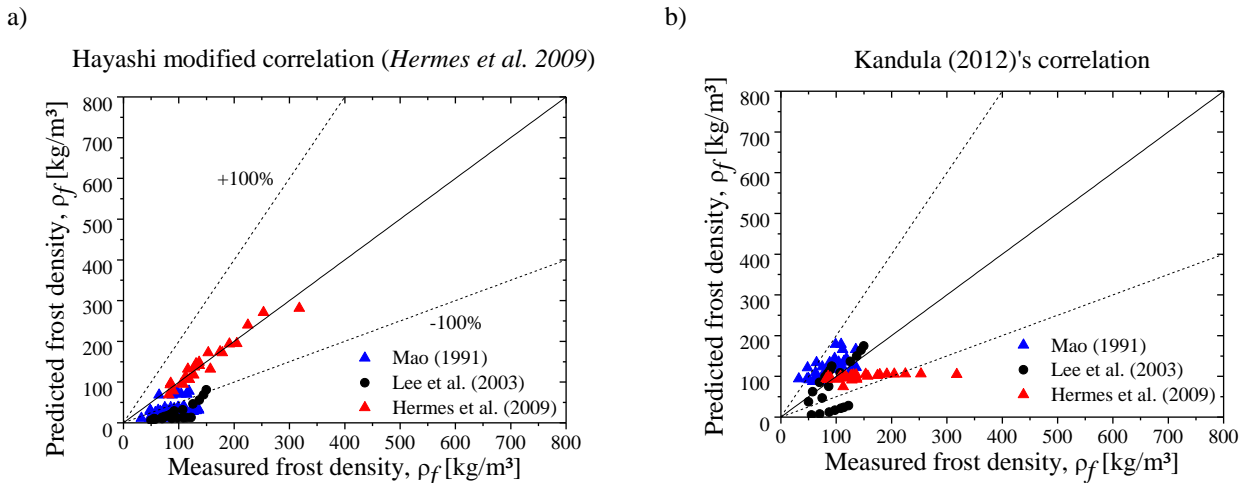 a)
Hayashi modified correlation (Hermes et al. 2009)
Predicted frost density, ρf [kg/m³]
800
700
600
500
400
300
200
100
0
+100%
-100%
Mao (1991)
Lee et al. (2003)
Hermes et al. (2009)
0 100 200 300 400 500 600 700 800
Measured frost density, ρf [kg/m³]
b)
Kandula (2012)'s correlation
Predicted frost density, ρf [kg/m³]
800
700
600
500
400
300
200
100
0
Mao (1991)
Lee et al. (2003)
Hermes et al. (2009)
0 100 200 300 400 500 600 700 800
Measured frost density, ρf [kg/m³]